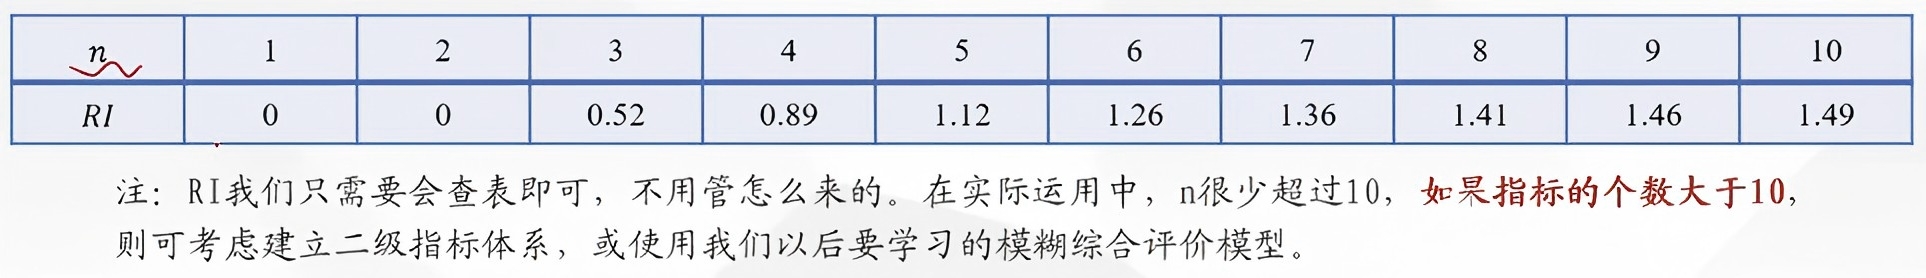 n 1 2 3 4 5 6 7 8 9 10
RI 0 0 0.52 0.89 1.12 1.26 1.36 1.41 1.46 1.49
注：RI我们只需要会查表即可，不用管怎么来的。在实际运用中，n很少超过10，如果指标的个数大于10，
则可考虑建立二级指标体系，或使用我们以后要学习的模糊综合评价模型。